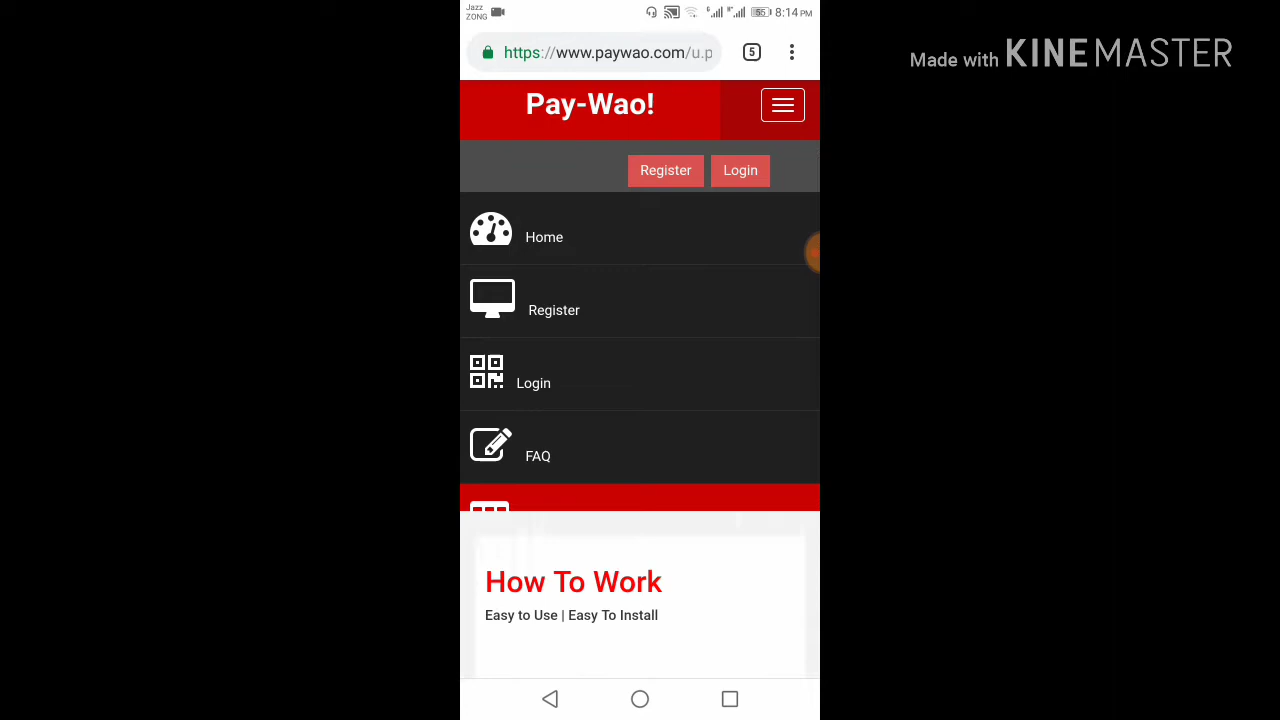 Jazz
ZONG
55 8:14 PM
https://www.paywao.com/u.p
5
Made with KINEMASTER
Pay-Wao!
Register Login
Home
Register
Login
FAQ
How To Work
Easy to Use | Easy To Install